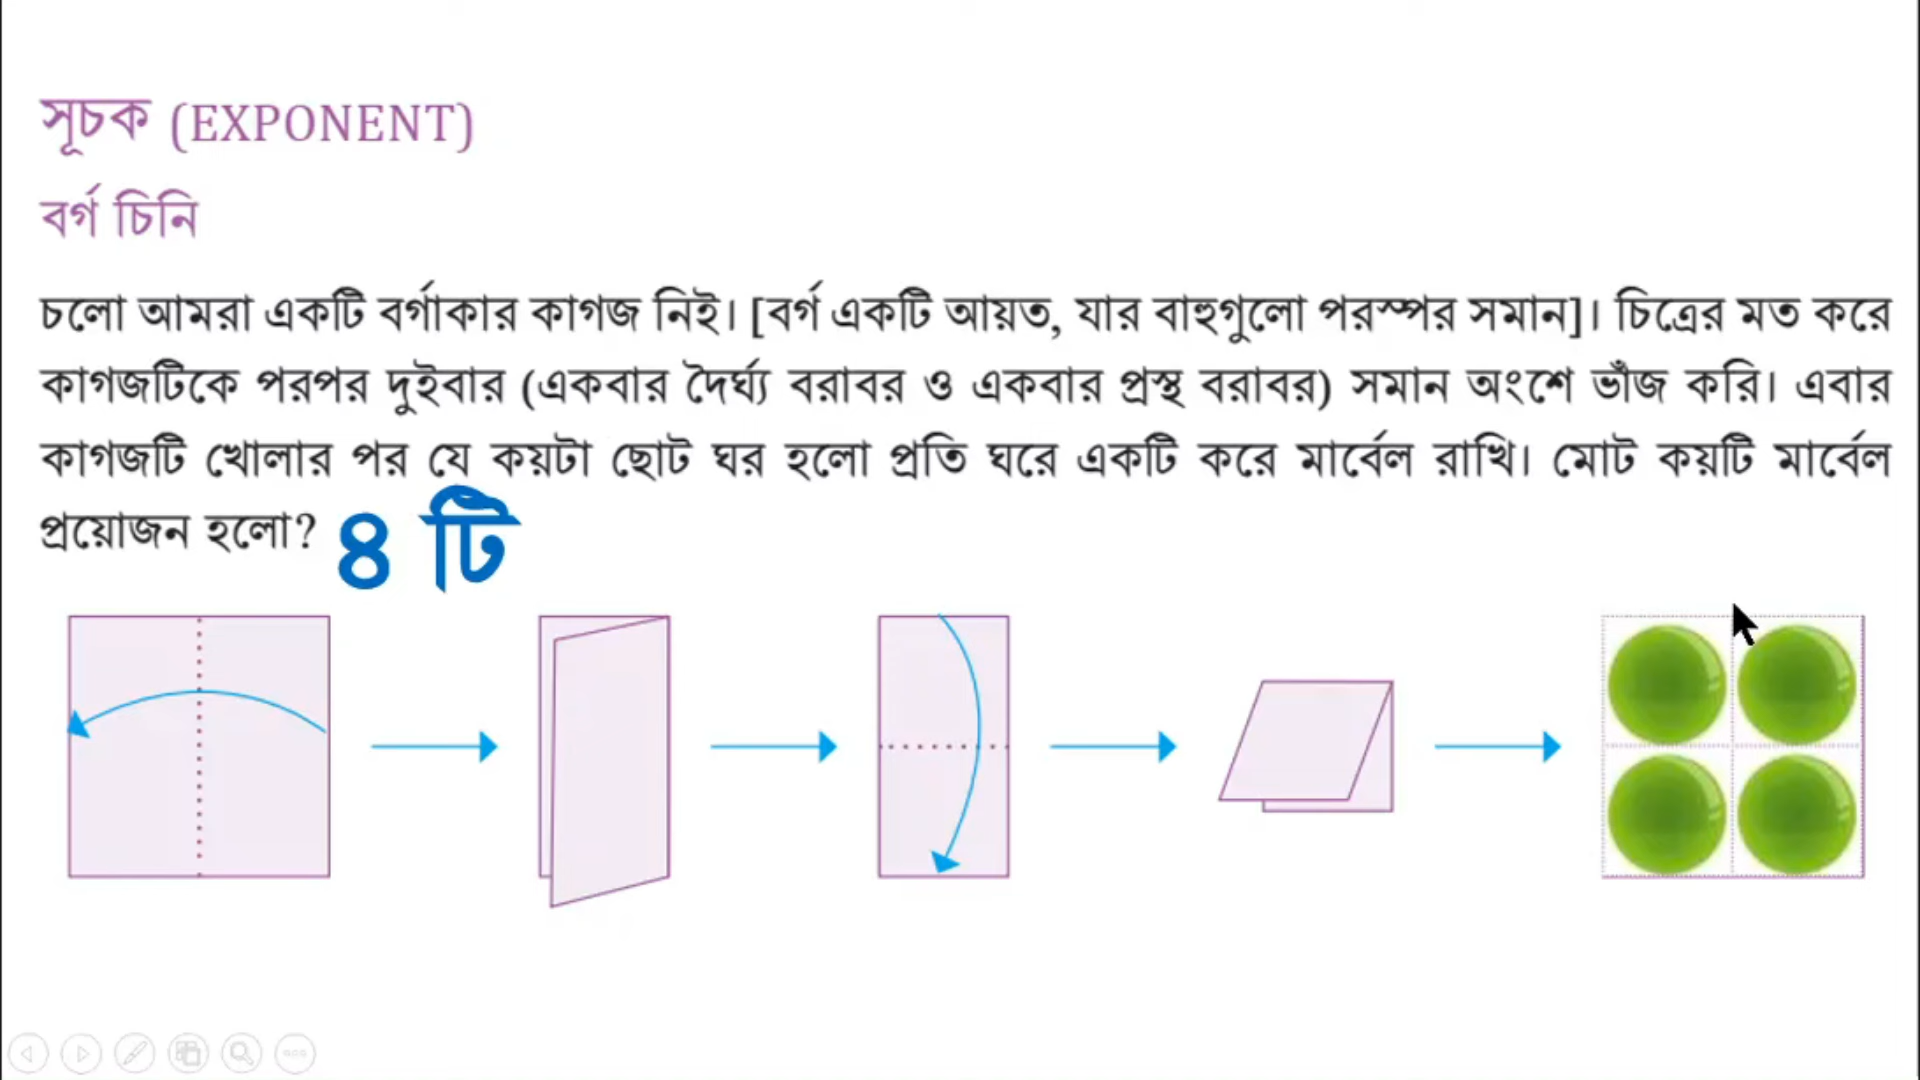 সূচক (EXPONENT)
বর্গ চিনি
চলো আমরা একটি বর্গাকার কাগজ নিই। [বর্গ একটি আয়ত, যার বাহুগুলো পরস্পর সমান]। চিত্রের মত করে
কাগজটিকে পরপর দুইবার (একবার দৈর্ঘ্য বরাবর ও একবার প্রস্থ বরাবর) সমান অংশে ভাঁজ করি। এবার
কাগজটি খোলার পর যে কয়টা ছোট ঘর হলো প্রতি ঘরে একটি করে মার্বেল রাখি। মোট কয়টি মার্বেল
প্রয়োজন হলো? ৪ টি